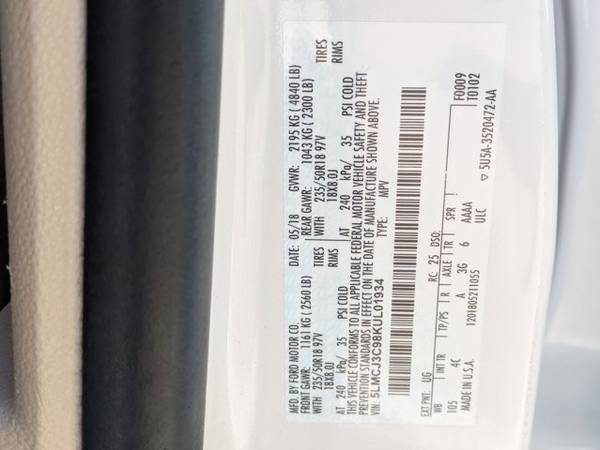 MFD. BY FORD MOTOR CO.
DATE: 05/18 GVWR: 2195 KG ( 4840 LB)
FRONT GAWR: 1161 KG ( 2560 LB) REAR GAWR: 1043 KG ( 2300 LB)
WITH 235/50R18 97V TIRES WITH 235/50R18 97V TIRES
18X8.0J RIMS 18X8.0J RIMS
AT 240 kPa/ 35 PSI COLD AT 240 kPa/ 35 PSI COLD
THIS VEHICLE CONFORMS TO ALL APPLICABLE FEDERAL MOTOR VEHICLE SAFETY AND THEFT
PREVENTION STANDARDS IN EFFECT ON THE DATE OF MANUFACTURE SHOWN ABOVE.
VIN: 5LMCJ3C98KUL01934 TYPE: MPV
F0009
T0102
EXT PNT: UG RC: 25 DSO:
WB INT TR TP/PS R AXLE TR SPR
105 4C A 3G 6 AAAA
MADE IN U.S.A. 1201805211055 ULC
5U5A-3520472-AA